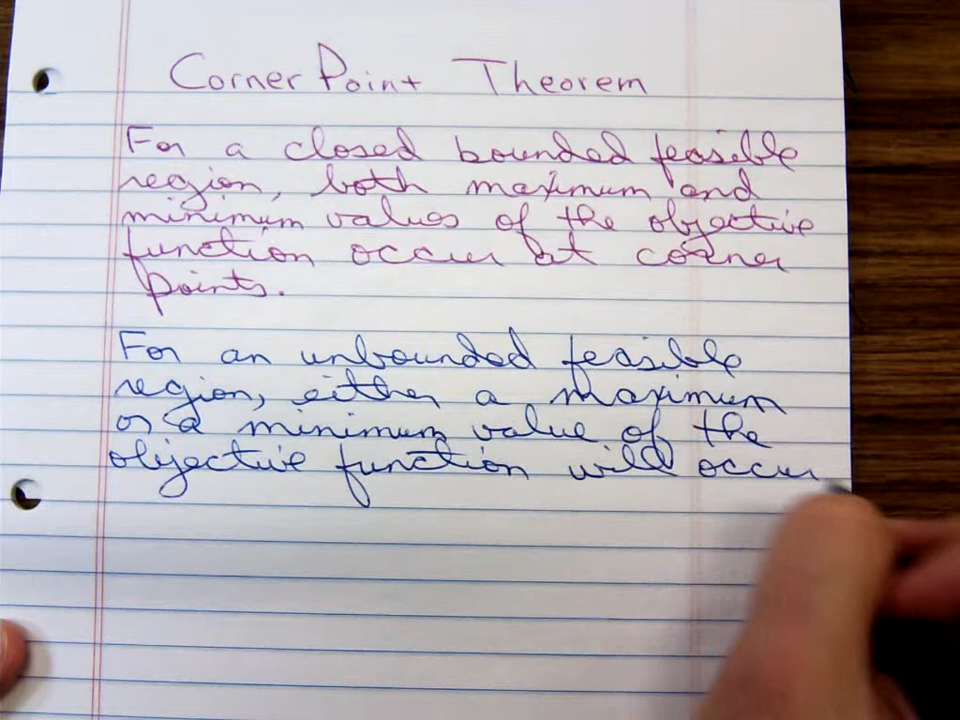 Corner Point Theorem
For a closed bounded feasible
region, both maximum and
minimum values of the objective
function occur at corner
points.
For an unbounded feasible
region, either a maximum
or a minimum value of the
objective function will occur